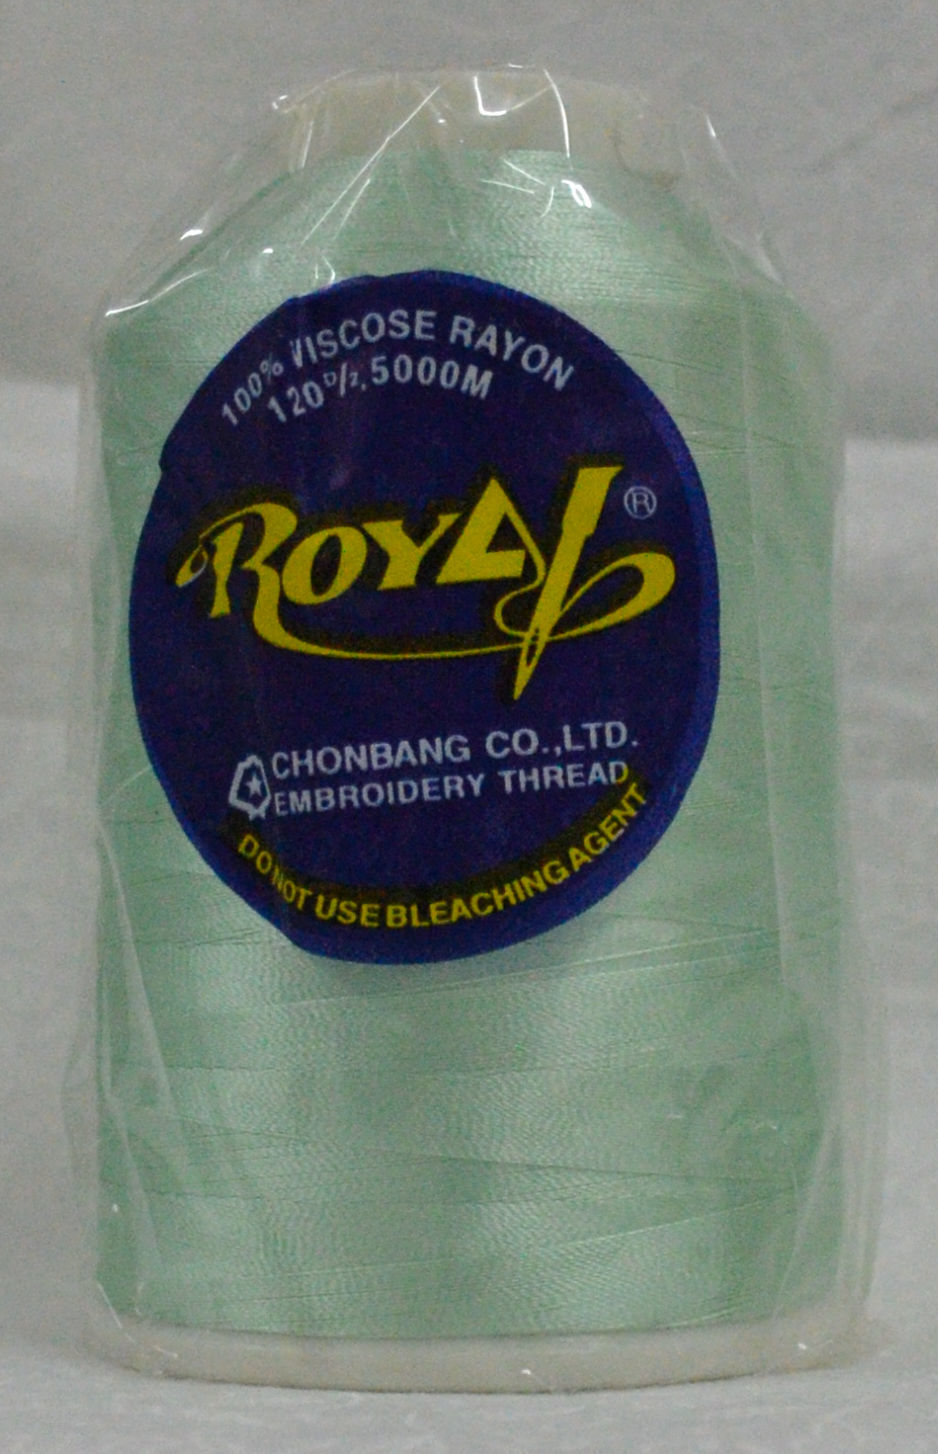 100% VISCOSE RAYON
120D/2,5000M
ROYAL ®
CHONBANG CO.,LTD.
EMBROIDERY THREAD
DO NOT USE BLEACHING AGENT